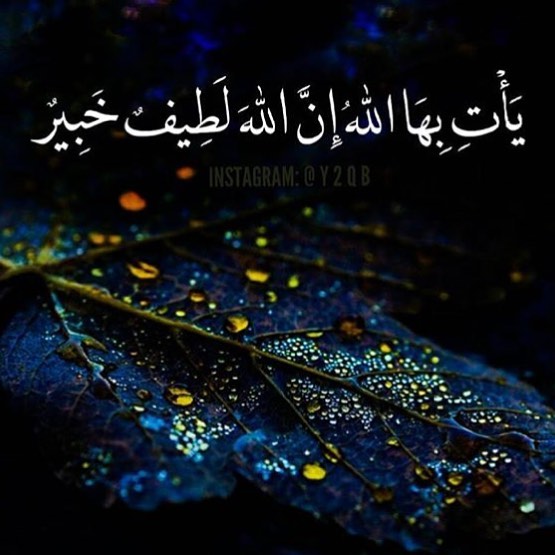 يَأْتِ بِهَا اللهُ إِنَّ اللهَ لَطِيفٌ خَبِيرٌ
INSTAGRAM: @Y2QB